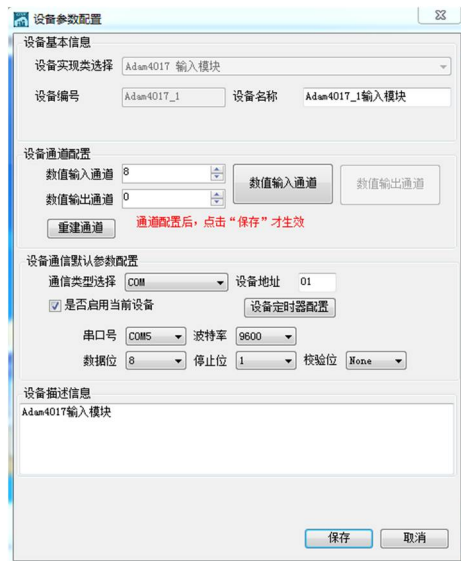 设备参数配置
设备基本信息
设备实现类选择 Adam4017 输入模块
设备编号 Adam4017_1 设备名称 Adam4017_1输入模块
设备通道配置
数值输入通道 8 数值输入通道 数值输出通道
数值输出通道 0
重建通道 通道配置后，点击“保存”才生效
设备通信默认参数配置
通信类型选择 COM 设备地址 01
是否启用当前设备 设备定时器配置
串口号 COM5 波特率 9600
数据位 8 停止位 1 校验位 None
设备描述信息
Adam4017输入模块
保存 取消